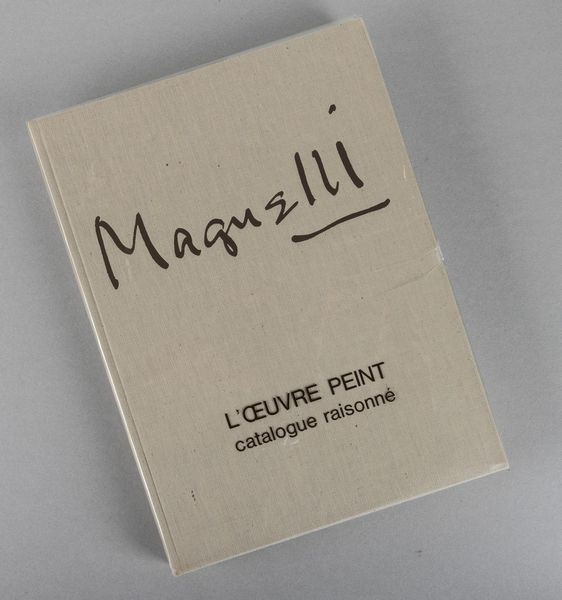 Magnelli
L'ŒUVRE PEINT
catalogue raisonné